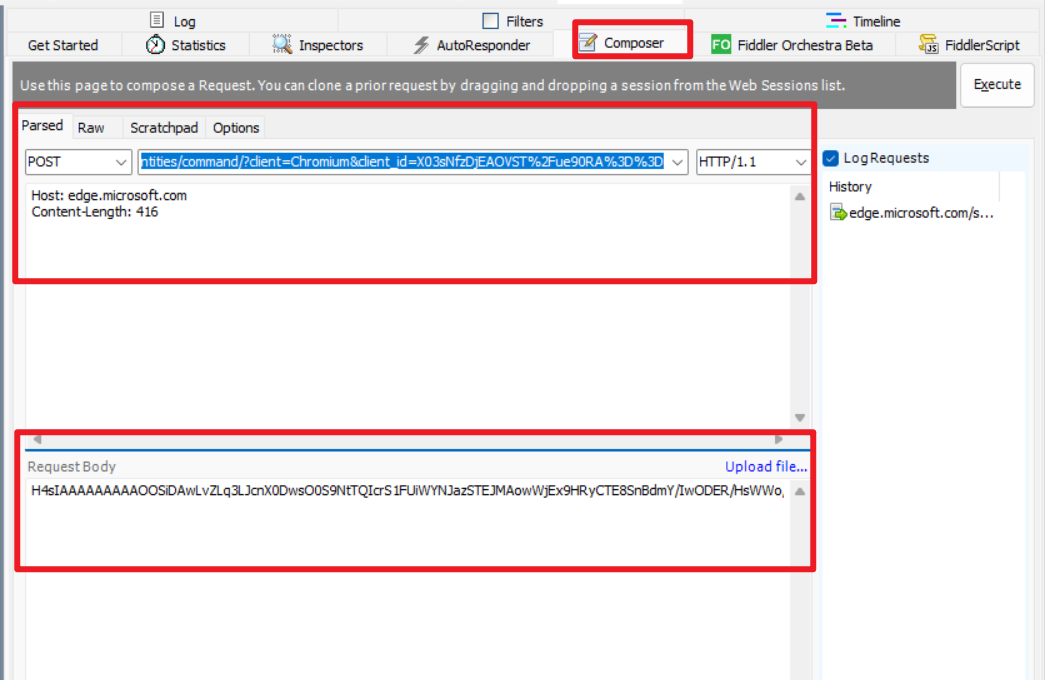 Log
Filters
Timeline
Get Started
Statistics
Inspectors
AutoResponder
Composer
FO Fiddler Orchestra Beta
JS FiddlerScript
Use this page to compose a Request. You can clone a prior request by dragging and dropping a session from the Web Sessions list.
Execute
Parsed
Raw
Scratchpad
Options
POST
ntities/command/?client=Chromium&client_id=X03sNfzDjEAOVST%2Fue90RA%3D%3D
HTTP/1.1
Log Requests
Host: edge.microsoft.com
Content-Length: 416
History
edge.microsoft.com/s...
Request Body
Upload file...
H4sIAAAAAAAAAOOSiDAwLvZLq3LJcnX0DwsO0S9NtTQIcrS1FUiWYNJazSTEJMAowWjEx9HRyCTE8SnBdmY/IwODER/HsWWo,